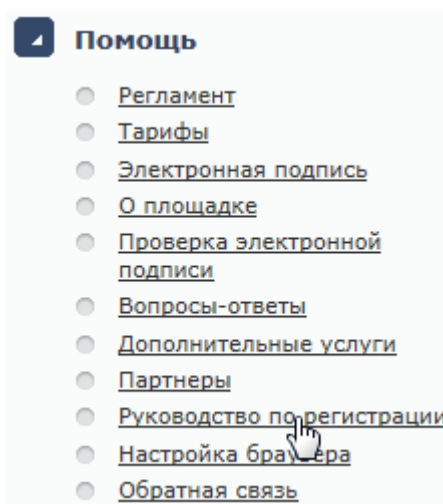 Помощь
Регламент
Тарифы
Электронная подпись
О площадке
Проверка электронной
подписи
Вопросы-ответы
Дополнительные услуги
Партнеры
Руководство по регистрации
Настройка браузера
Обратная связь